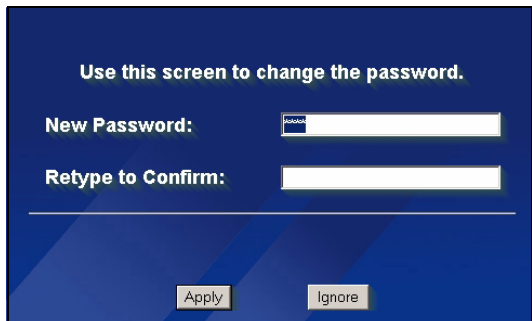 Use this screen to change the password.
New Password: ****
Retype to Confirm:
Apply Ignore